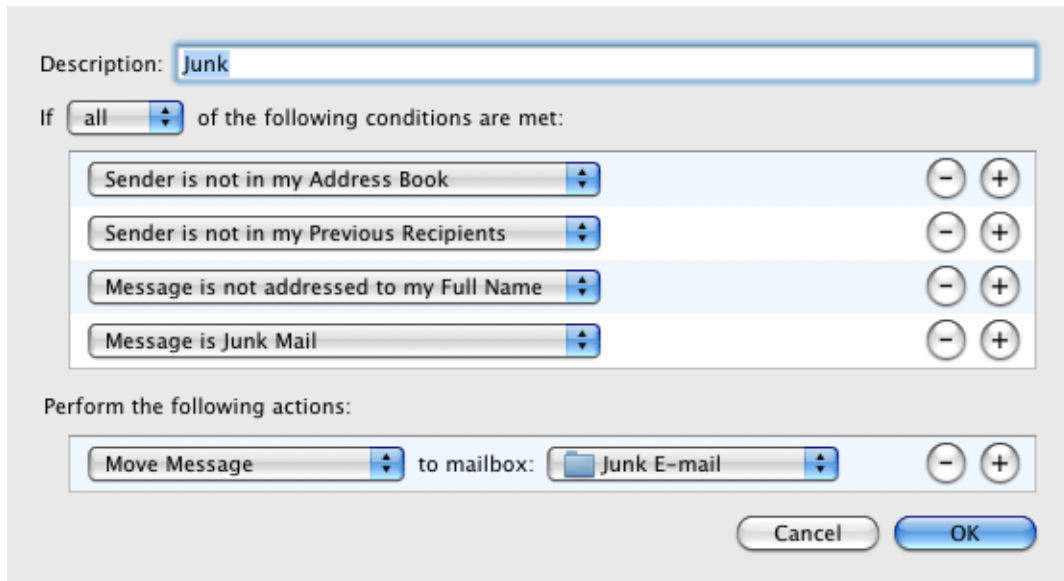 Description: Junk
If all of the following conditions are met:
Sender is not in my Address Book - +
Sender is not in my Previous Recipients - +
Message is not addressed to my Full Name - +
Message is Junk Mail - +
Perform the following actions:
Move Message to mailbox: Junk E-mail - +
Cancel OK